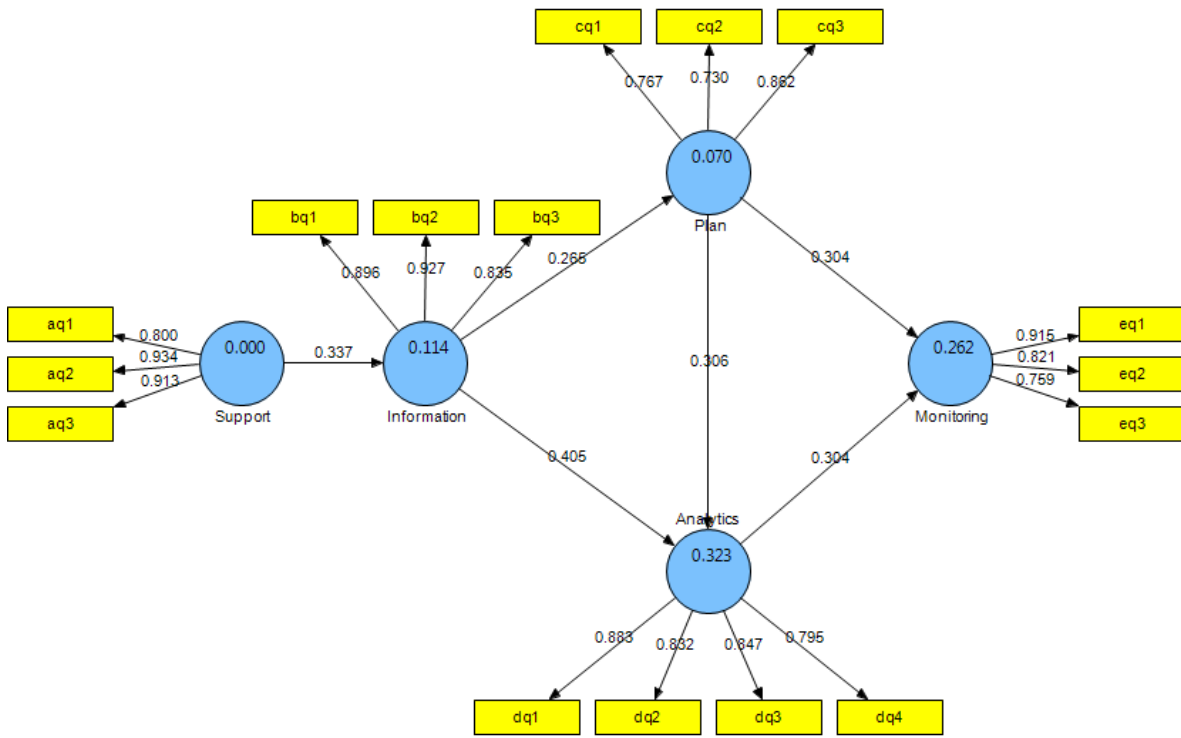 cq1 cq2 cq3
0.767 0.730 0.862
0.070
Plan
bq1 bq2 bq3
0.896 0.927 0.835
0.265
0.304
aq1
aq2
aq3
0.800
0.934
0.913
0.000
Support
0.337
0.114
Information
0.306
0.262
Monitoring
0.915
0.821
0.759
eq1
eq2
eq3
0.405
0.304
Analytics
0.323
0.883 0.832 0.847 0.795
dq1 dq2 dq3 dq4